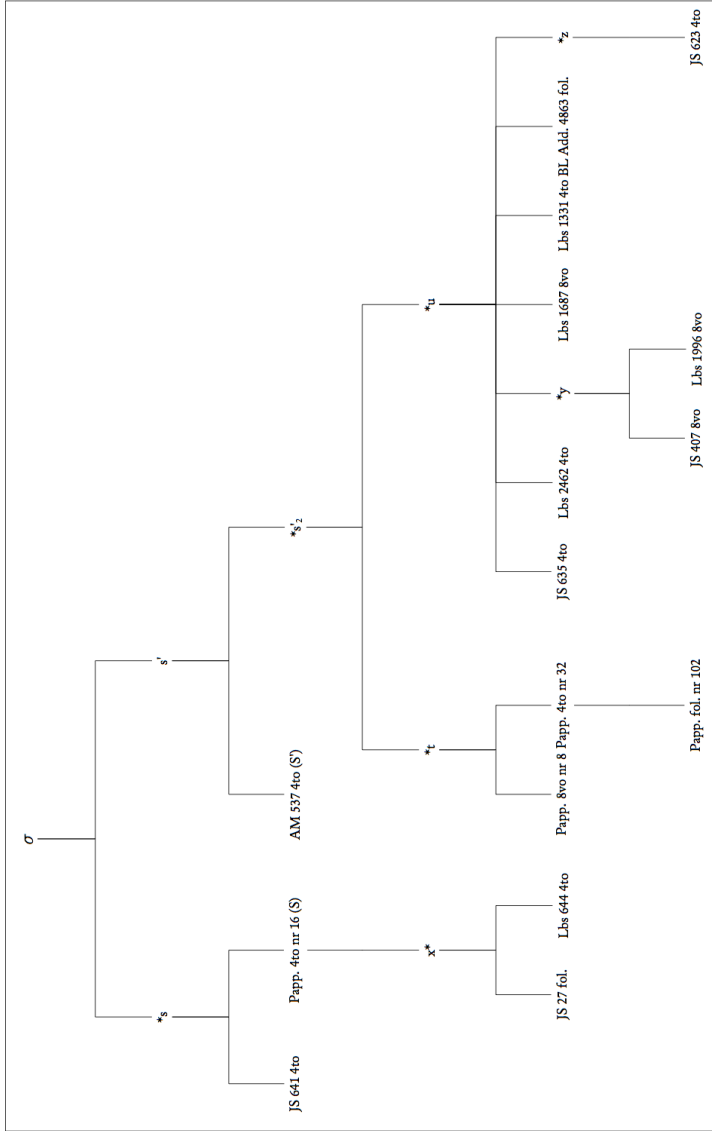 σ
*s
s'
JS 641 4to
Papp. 4to nr 16 (S)
AM 537 4to (S')
*s'₂
x*
*t
*u
JS 27 fol.
Lbs 644 4to
Papp. 8vo nr 8
Papp. 4to nr 32
JS 635 4to
Lbs 2462 4to
*y
Lbs 1687 8vo
Lbs 1331 4to
BL Add. 4863 fol.
*z
Papp. fol. nr 102
JS 407 8vo
Lbs 1996 8vo
JS 623 4to